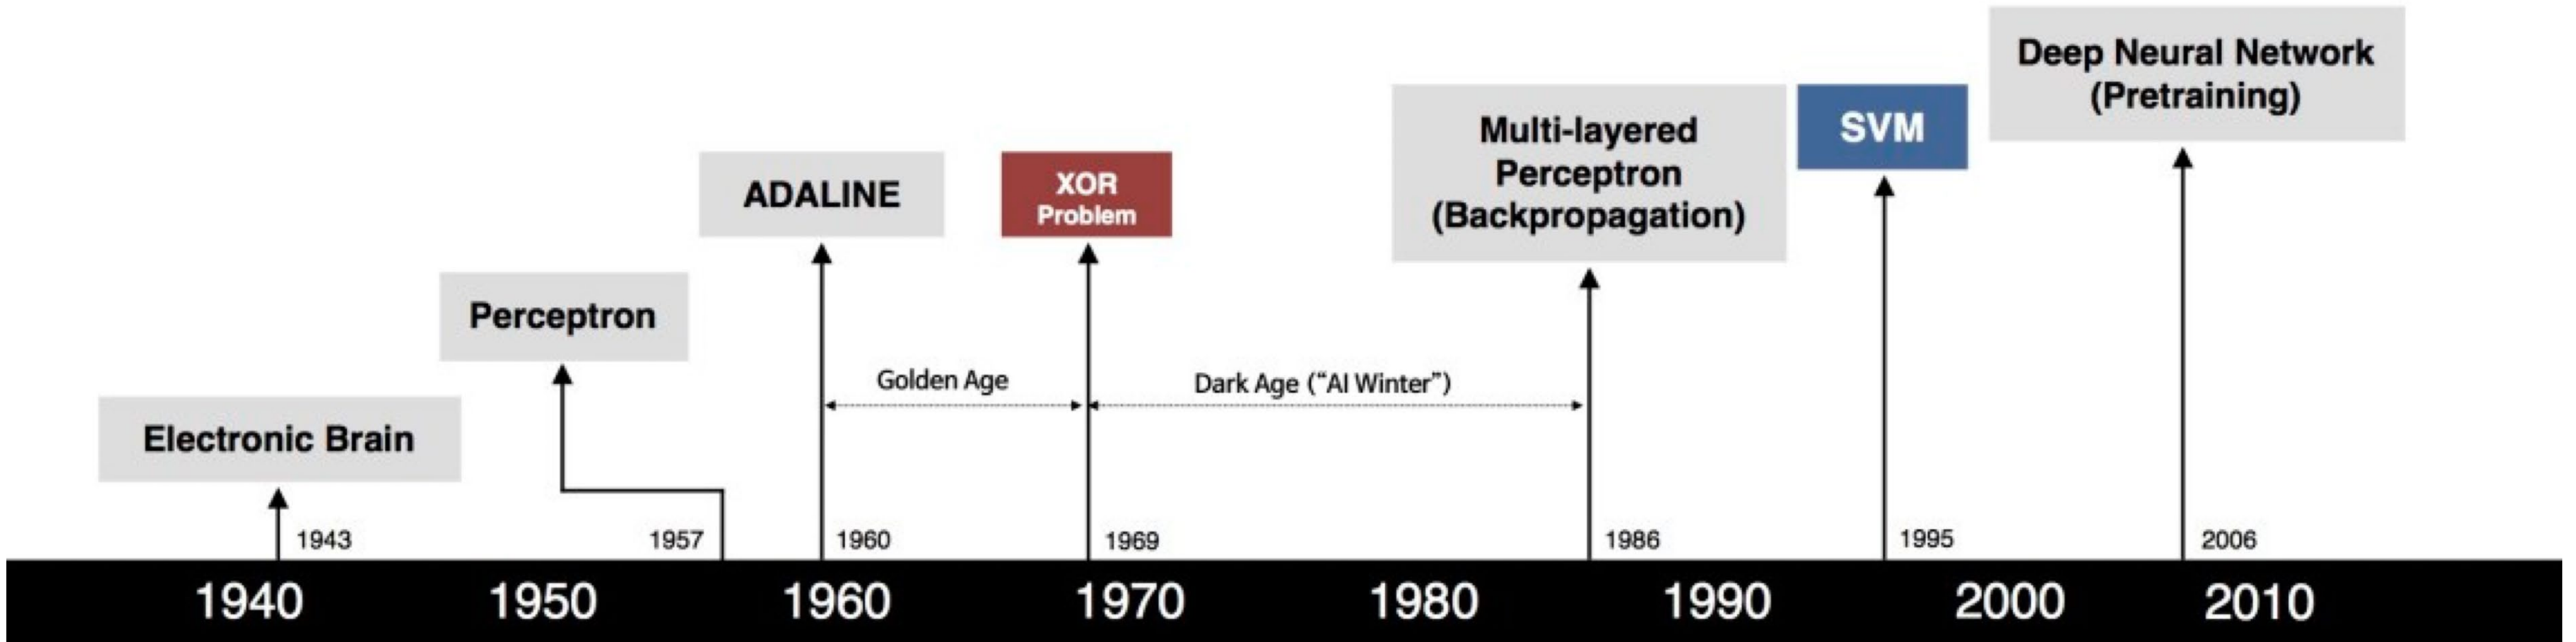 Deep Neural Network
(Pretraining)
Multi-layered
Perceptron
(Backpropagation)
SVM
ADALINE
XOR
Problem
Perceptron
Golden Age
Dark Age (“AI Winter”)
Electronic Brain
1943
1957
1960
1969
1986
1995
2006
1940
1950
1960
1970
1980
1990
2000
2010